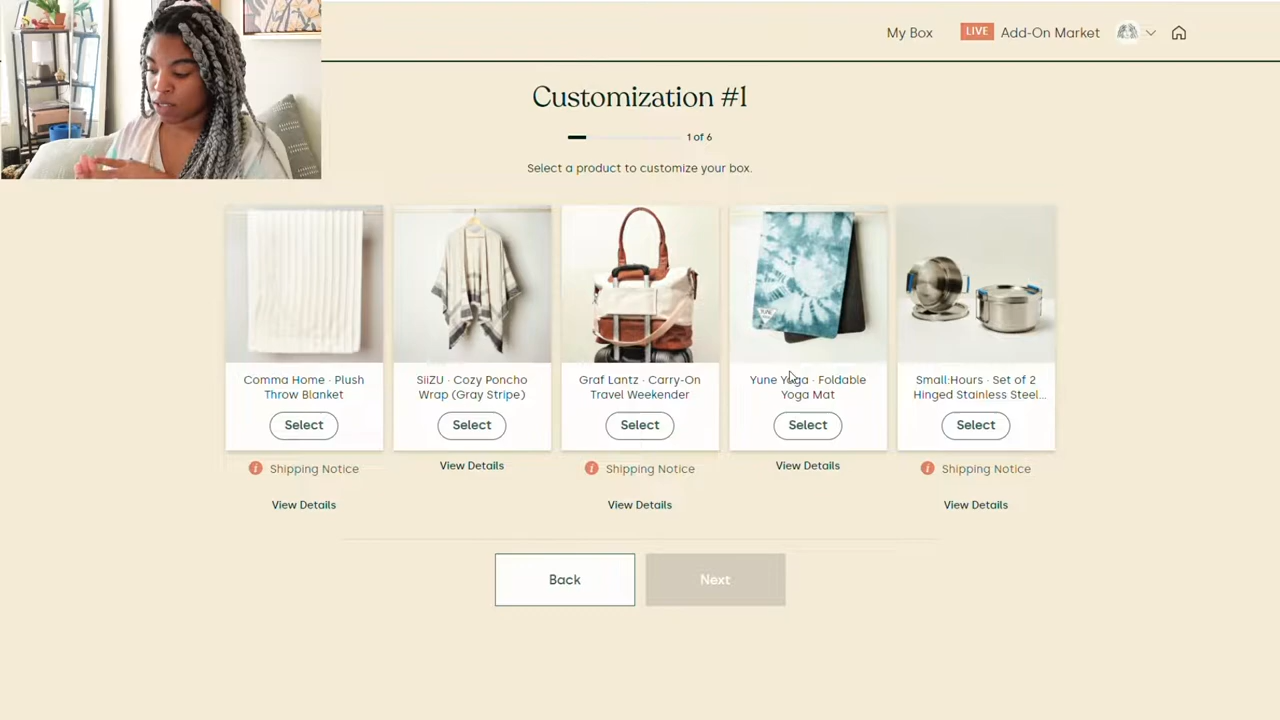 My Box
LIVE
Add-On Market
Customization #1
1 of 6
Select a product to customize your box.
Comma Home · Plush
Throw Blanket
Select
Shipping Notice
View Details
SiiZU · Cozy Poncho
Wrap (Gray Stripe)
Select
View Details
Graf Lantz · Carry-On
Travel Weekender
Select
Shipping Notice
View Details
Yune Yoga · Foldable
Yoga Mat
Select
View Details
Small:Hours · Set of 2
Hinged Stainless Steel...
Select
Shipping Notice
View Details
Back
Next